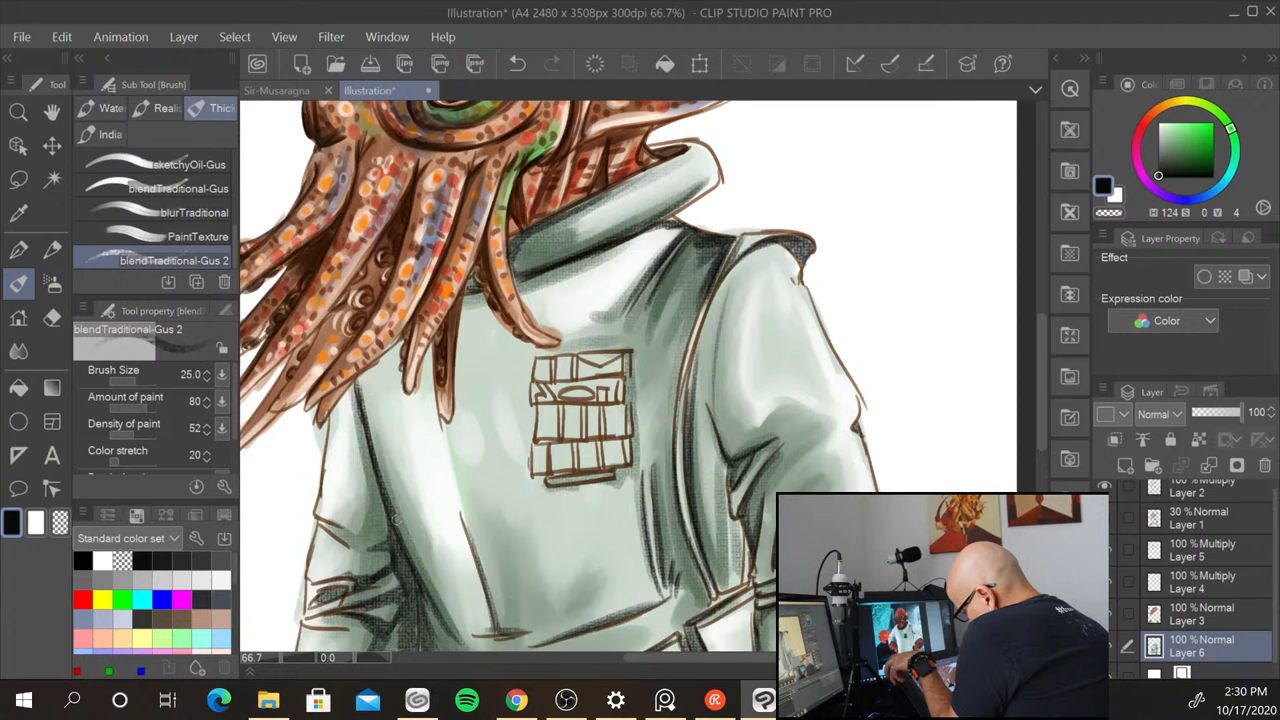 Illustration* (A4 2480 x 3508px 300dpi 66.7%) - CLIP STUDIO PAINT PRO
File Edit Animation Layer Select View Filter Window Help
Tool
Sub Tool [Brush]
Sir-Musaragna
Illustration*
Wate
Reali
Thick
India
sketchyOil-Gus
blendTraditional-Gus
blurTraditional
PaintTexture
blendTraditional-Gus 2
Tool property [blend
blendTraditional-Gus 2
Brush Size 25.0
Amount of paint 80
Density of paint 52
Color stretch 20
Standard color set
66.7 0.0
H 124 S 0 V 4
Layer Property
Effect
Expression color
Color
Layer
Normal 100
100 % Multiply
Layer 2
30 % Normal
Layer 1
100 % Multiply
Layer 5
100 % Multiply
Layer 4
100 % Normal
Layer 3
100 % Normal
Layer 6
2:30 PM
10/17/2020